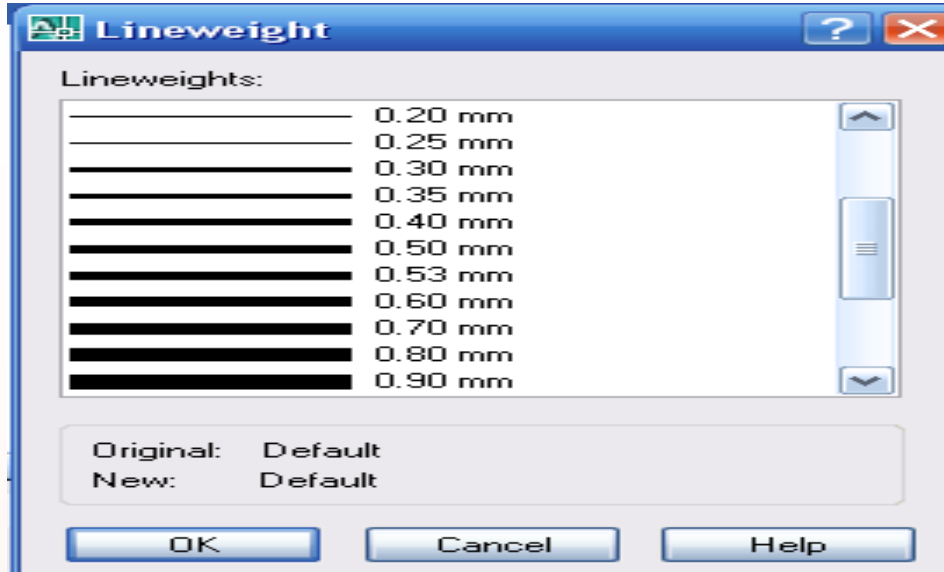 Lineweight
Lineweights:
0.20 mm
0.25 mm
0.30 mm
0.35 mm
0.40 mm
0.50 mm
0.53 mm
0.60 mm
0.70 mm
0.80 mm
0.90 mm
Original: Default
New: Default
OK Cancel Help